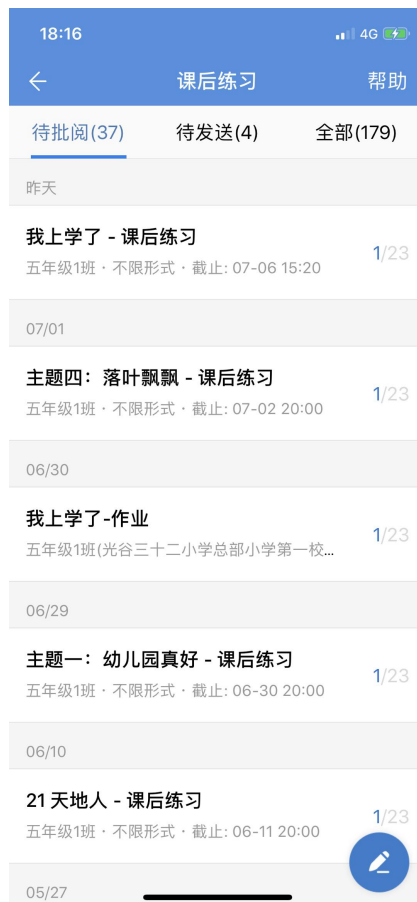 18:16
4G
课后练习
帮助
待批阅(37)
待发送(4)
全部(179)
昨天
我上学了 - 课后练习
五年级1班 · 不限形式 · 截止: 07-06 15:20
1/23
07/01
主题四：落叶飘飘 - 课后练习
五年级1班 · 不限形式 · 截止: 07-02 20:00
1/23
06/30
我上学了-作业
五年级1班(光谷三十二小学总部小学第一校...
1/23
06/29
主题一：幼儿园真好 - 课后练习
五年级1班 · 不限形式 · 截止: 06-30 20:00
1/23
06/10
21 天地人 - 课后练习
五年级1班 · 不限形式 · 截止: 06-11 20:00
1/23
05/27